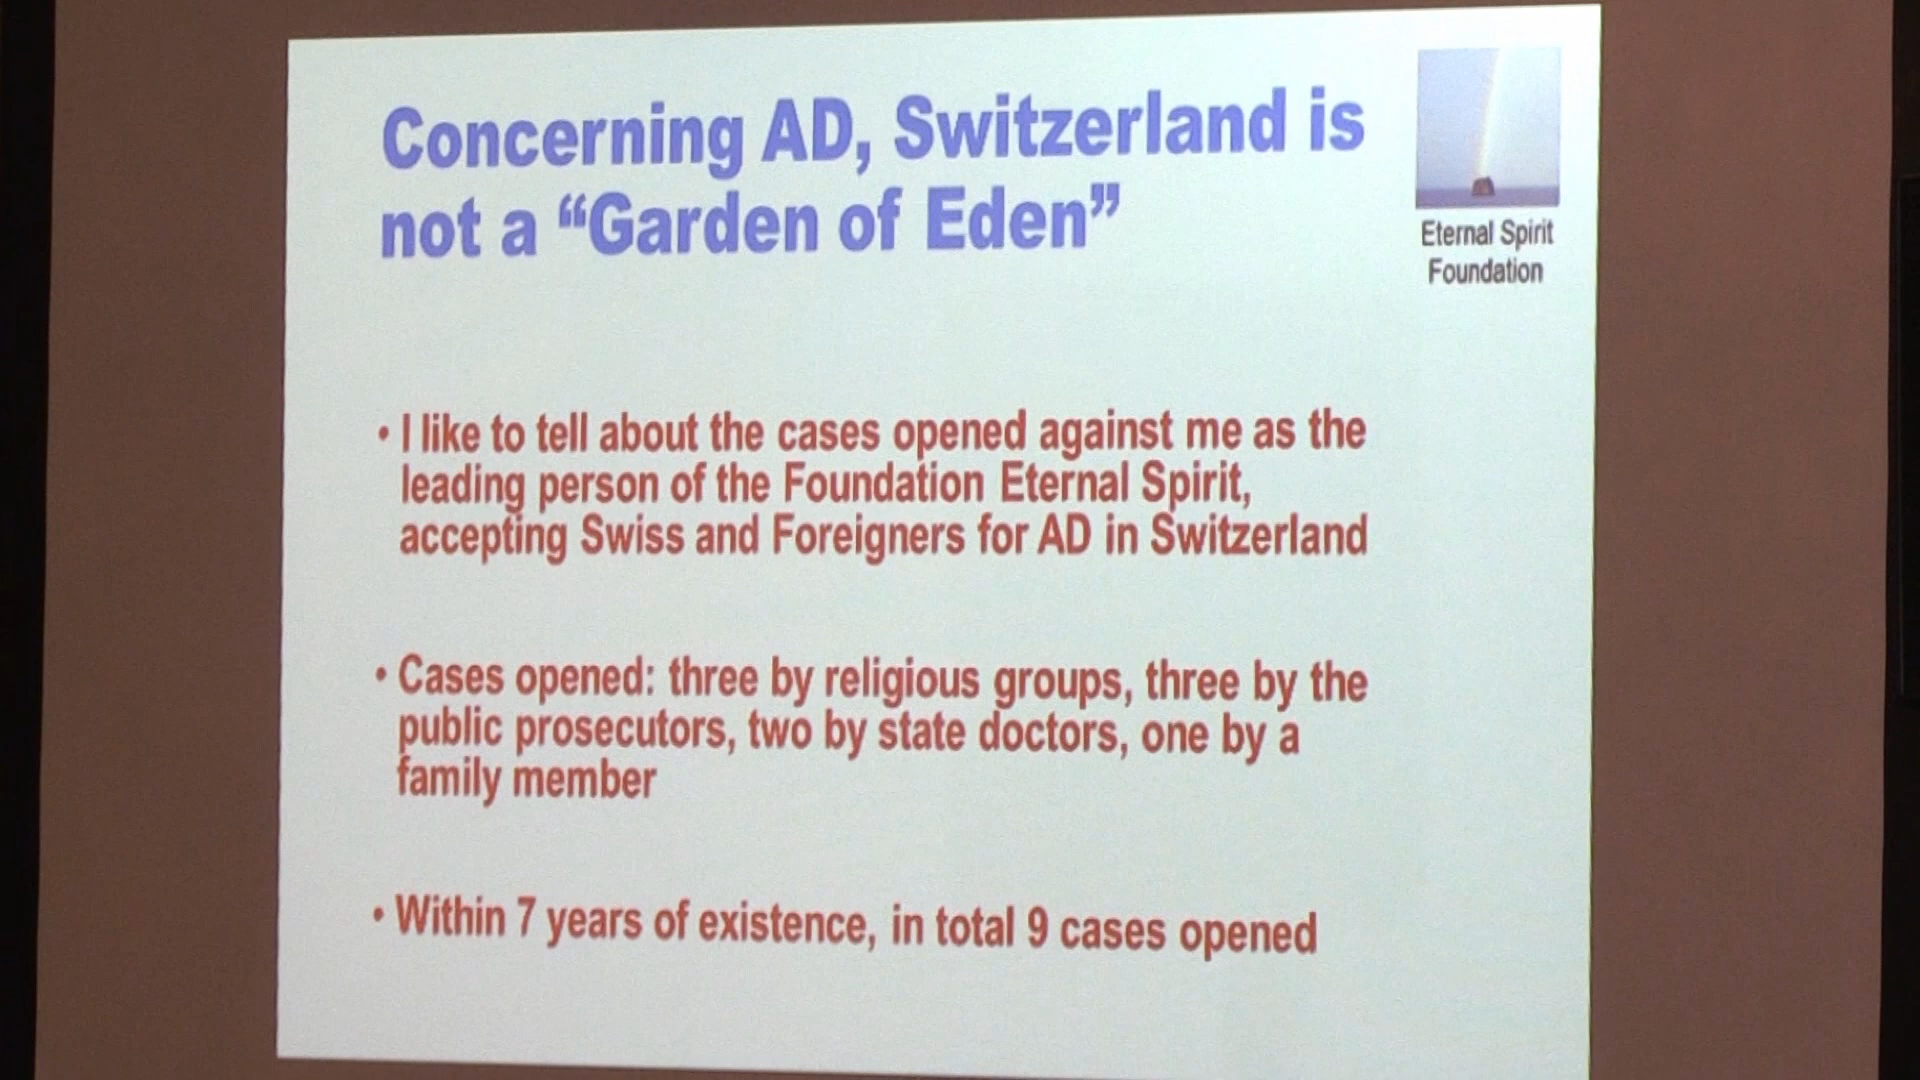 Concerning AD, Switzerland is
not a “Garden of Eden”
Eternal Spirit
Foundation
• I like to tell about the cases opened against me as the
leading person of the Foundation Eternal Spirit,
accepting Swiss and Foreigners for AD in Switzerland
• Cases opened: three by religious groups, three by the
public prosecutors, two by state doctors, one by a
family member
• Within 7 years of existence, in total 9 cases opened